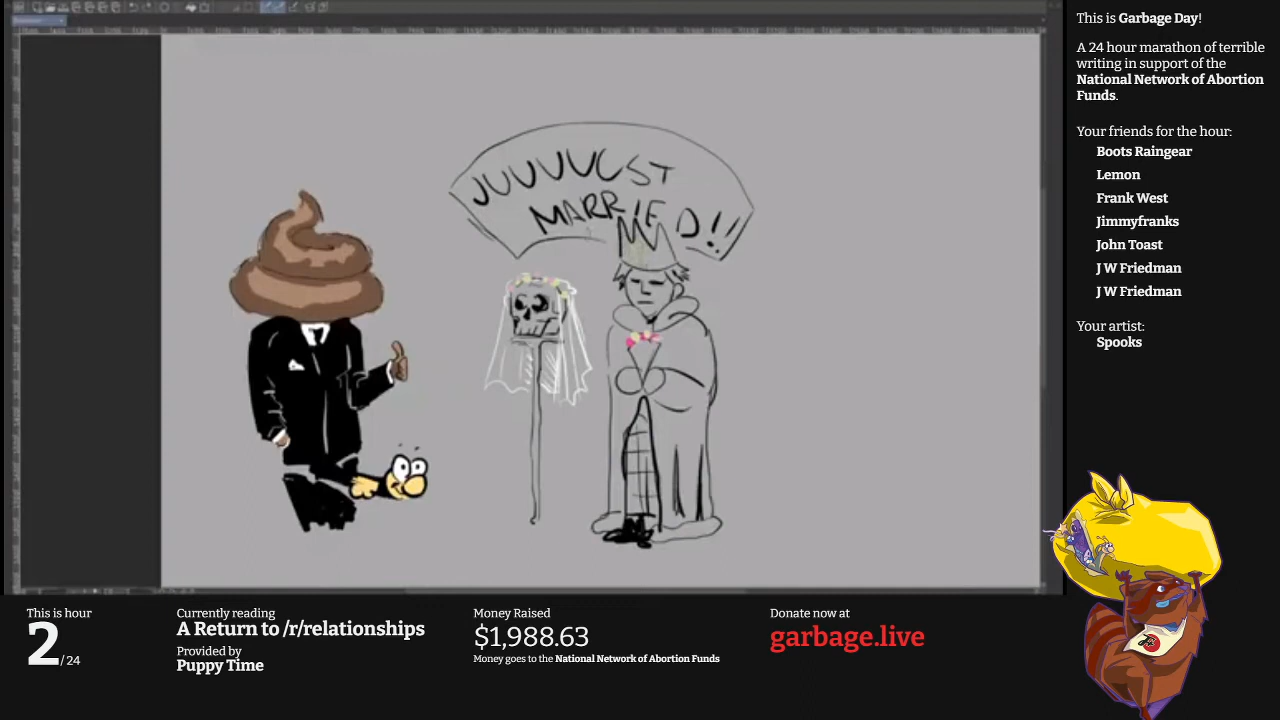 JUUUUUST
MARRIED!!
This is Garbage Day!
A 24 hour marathon of terrible
writing in support of the
National Network of Abortion
Funds.
Your friends for the hour:
Boots Raingear
Lemon
Frank West
Jimmyfranks
John Toast
J W Friedman
J W Friedman
Your artist:
Spooks
This is hour
2/24
Currently reading
A Return to /r/relationships
Provided by
Puppy Time
Money Raised
$1,988.63
Money goes to the National Network of Abortion Funds
Donate now at
garbage.live